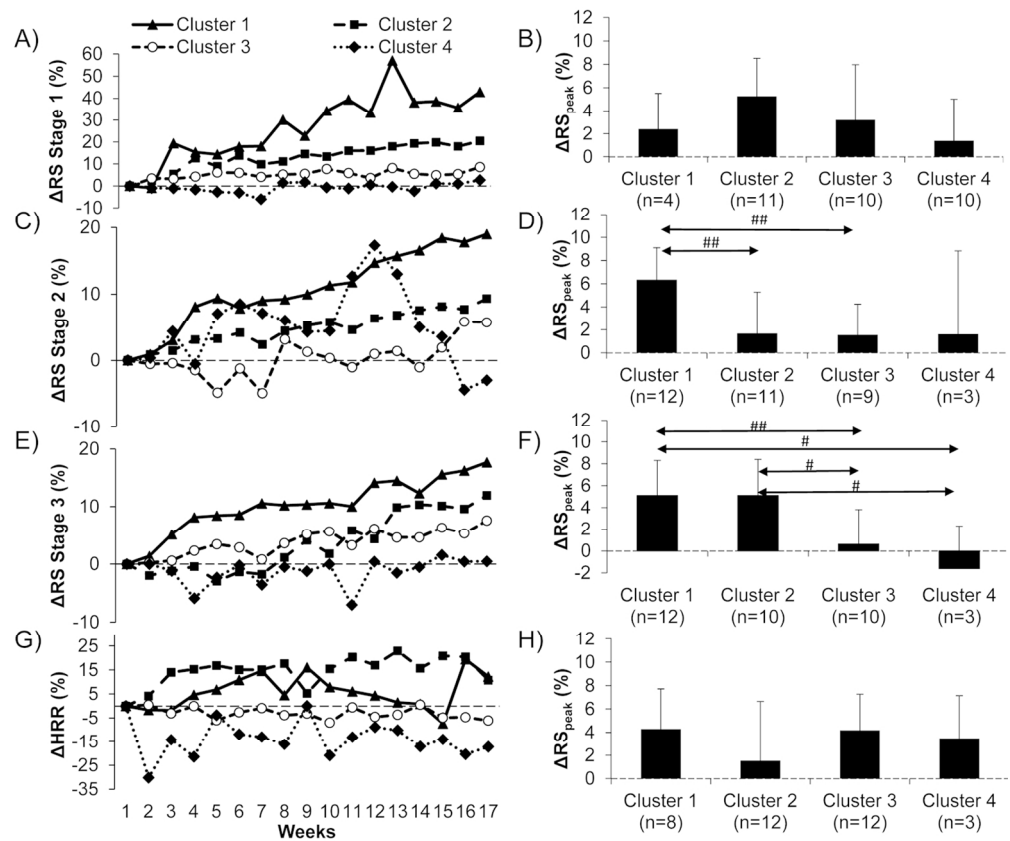 Cluster 1 Cluster 2
Cluster 3 Cluster 4
A)
ΔRS Stage 1 (%)
60
50
40
30
20
10
0
-10
B)
ΔRSpeak (%)
12
10
8
6
4
2
0
Cluster 1 Cluster 2 Cluster 3 Cluster 4
(n=4) (n=11) (n=10) (n=10)
C)
ΔRS Stage 2 (%)
20
10
0
-10
D)
ΔRSpeak (%)
12
10
8
6
4
2
0
##
##
Cluster 1 Cluster 2 Cluster 3 Cluster 4
(n=12) (n=11) (n=9) (n=3)
E)
ΔRS Stage 3 (%)
20
10
0
-10
F)
ΔRSpeak (%)
12
10
8
6
4
2
0
-2
##
#
#
#
Cluster 1 Cluster 2 Cluster 3 Cluster 4
(n=12) (n=10) (n=10) (n=3)
G)
ΔHRR (%)
25
15
5
-5
-15
-25
-35
1 2 3 4 5 6 7 8 9 10 11 12 13 14 15 16 17
Weeks
H)
ΔRSpeak (%)
12
10
8
6
4
2
0
Cluster 1 Cluster 2 Cluster 3 Cluster 4
(n=8) (n=12) (n=12) (n=3)